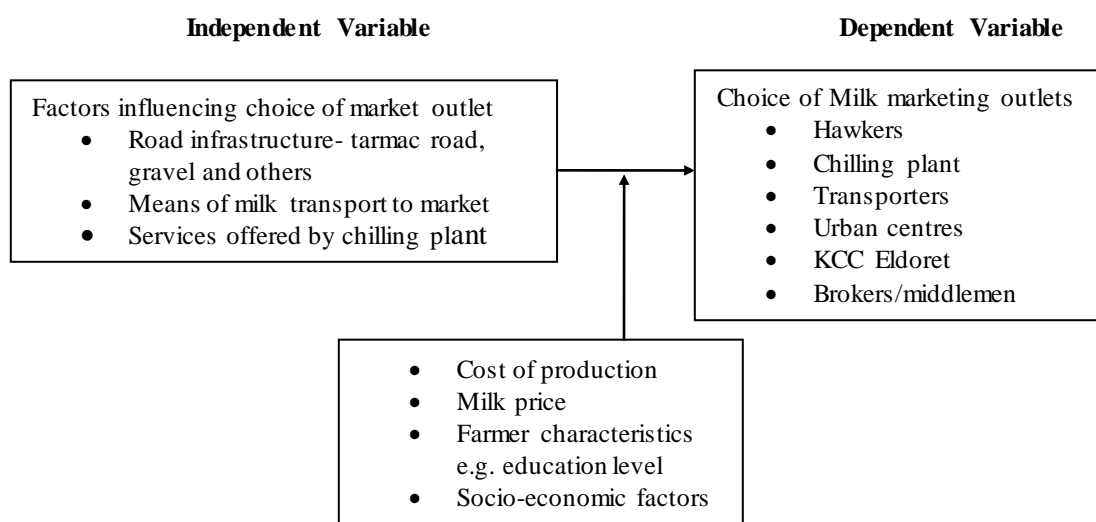 Independent Variable
Dependent Variable
Factors influencing choice of market outlet
• Road infrastructure- tarmac road,
gravel and others
• Means of milk transport to market
• Services offered by chilling plant
Choice of Milk marketing outlets
• Hawkers
• Chilling plant
• Transporters
• Urban centres
• KCC Eldoret
• Brokers/middlemen
• Cost of production
• Milk price
• Farmer characteristics
e.g. education level
• Socio-economic factors